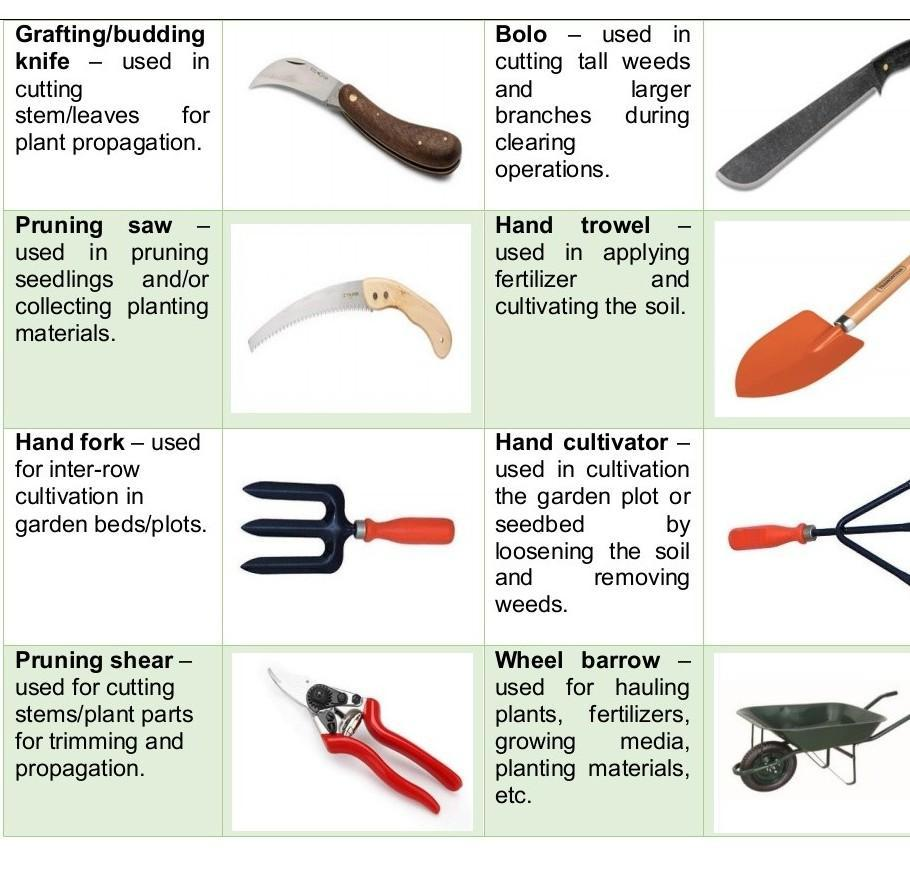 Grafting/budding
knife – used in
cutting
stem/leaves for
plant propagation.
Bolo – used in
cutting tall weeds
and larger
branches during
clearing
operations.
Pruning saw –
used in pruning
seedlings and/or
collecting planting
materials.
Hand trowel –
used in applying
fertilizer and
cultivating the soil.
Hand fork – used
for inter-row
cultivation in
garden beds/plots.
Hand cultivator –
used in cultivation
the garden plot or
seedbed by
loosening the soil
and removing
weeds.
Pruning shear –
used for cutting
stems/plant parts
for trimming and
propagation.
Wheel barrow –
used for hauling
plants, fertilizers,
growing media,
planting materials,
etc.